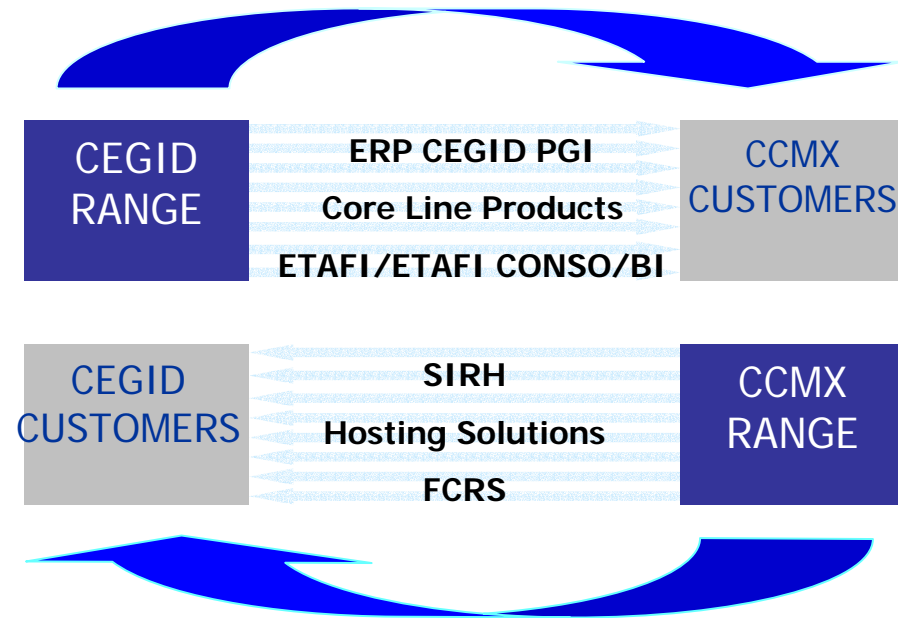 CEGID
RANGE
ERP CEGID PGI
Core Line Products
ETAFI/ETAFI CONSO/BI
CCMX
CUSTOMERS
CEGID
CUSTOMERS
SIRH
Hosting Solutions
FCRS
CCMX
RANGE